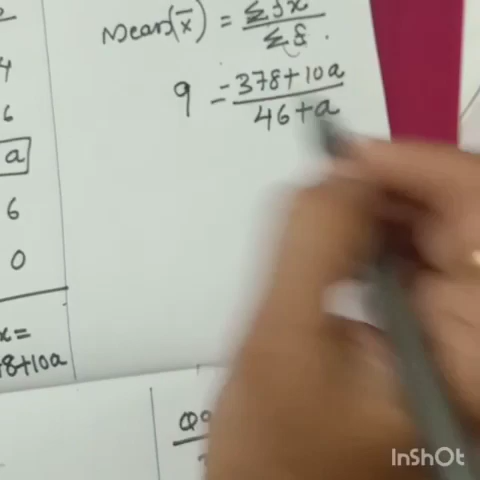 Mean(x̄) = Σfx / Σf .
9 = 378+10a / 46+a
4
6
a
6
0
x=
8+10a
InShOt